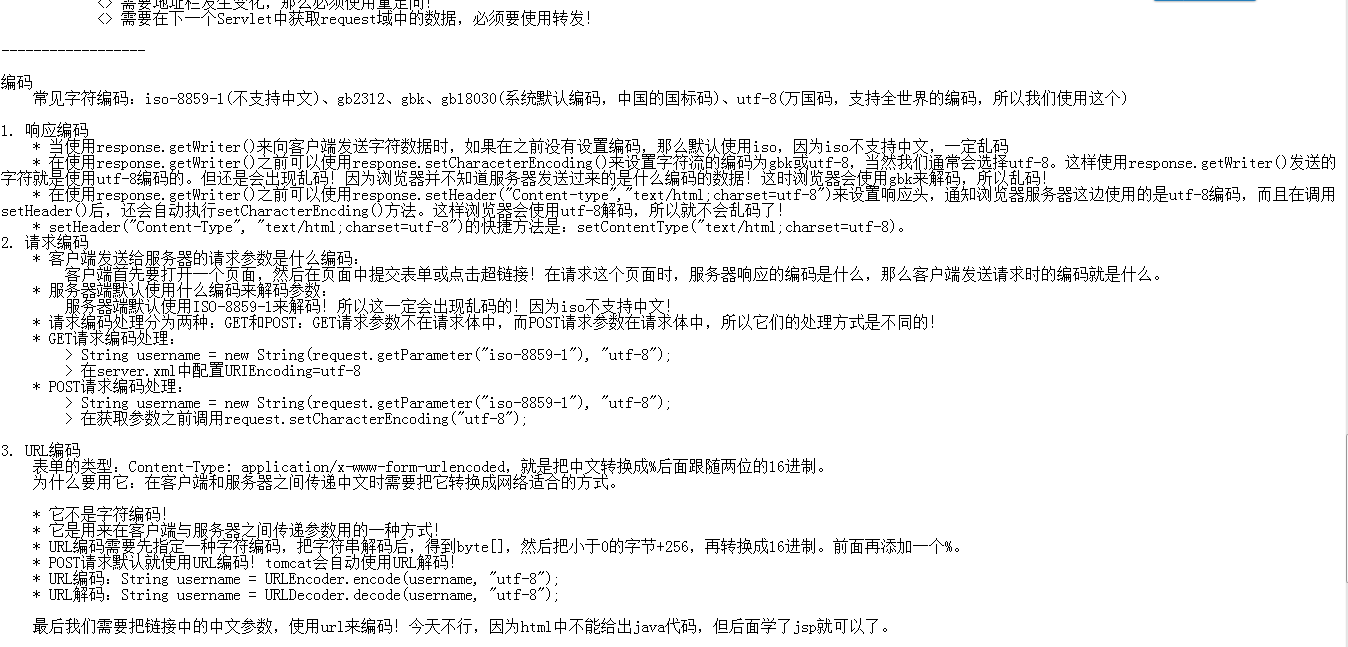 <> 需要地址栏发生变化，那么必须使用重定向！
<> 需要在下一个Servlet中获取request域中的数据，必须要使用转发！
------------------
编码
常见字符编码：iso-8859-1(不支持中文)、gb2312、gbk、gb18030(系统默认编码，中国的国标码)、utf-8(万国码，支持全世界的编码，所以我们使用这个)
1. 响应编码
* 当使用response.getWriter()来向客户端发送字符数据时，如果在之前没有设置编码，那么默认使用iso，因为iso不支持中文，一定乱码
* 在使用response.getWriter()之前可以使用response.setCharaceterEncoding()来设置字符流的编码为gbk或utf-8，当然我们通常会选择utf-8。这样使用response.getWriter()发送的
字符就是使用utf-8编码的。但还是会出现乱码！因为浏览器并不知道服务器发送过来的是什么编码的数据！这时浏览器会使用gbk来解码，所以乱码！
* 在使用response.getWriter()之前可以使用response.setHeader("Content-type","text/html;charset=utf-8")来设置响应头，通知浏览器服务器这边使用的是utf-8编码，而且在调用
setHeader()后，还会自动执行setCharacterEncding()方法。这样浏览器会使用utf-8解码，所以就不会乱码了！
* setHeader("Content-Type", "text/html;charset=utf-8")的快捷方法是：setContentType("text/html;charset=utf-8)。
2. 请求编码
* 客户端发送给服务器的请求参数是什么编码：
客户端首先要打开一个页面，然后在页面中提交表单或点击超链接！在请求这个页面时，服务器响应的编码是什么，那么客户端发送请求时的编码就是什么。
* 服务器端默认使用什么编码来解码参数：
服务器端默认使用ISO-8859-1来解码！所以这一定会出现乱码的！因为iso不支持中文！
* 请求编码处理分为两种：GET和POST：GET请求参数不在请求体中，而POST请求参数在请求体中，所以它们的处理方式是不同的！
* GET请求编码处理：
> String username = new String(request.getParameter("iso-8859-1"), "utf-8");
> 在server.xml中配置URIEncoding=utf-8
* POST请求编码处理：
> String username = new String(request.getParameter("iso-8859-1"), "utf-8");
> 在获取参数之前调用request.setCharacterEncoding("utf-8");
3. URL编码
表单的类型：Content-Type: application/x-www-form-urlencoded，就是把中文转换成%后面跟随两位的16进制。
为什么要用它：在客户端和服务器之间传递中文时需要把它转换成网络适合的方式。
* 它不是字符编码！
* 它是用来在客户端与服务器之间传递参数用的一种方式！
* URL编码需要先指定一种字符编码，把字符串解码后，得到byte[]，然后把小于0的字节+256，再转换成16进制。前面再添加一个%。
* POST请求默认就使用URL编码！tomcat会自动使用URL解码！
* URL编码：String username = URLEncoder.encode(username, "utf-8");
* URL解码：String username = URLDecoder.decode(username, "utf-8");
最后我们需要把链接中的中文参数，使用url来编码！今天不行，因为html中不能给出java代码，但后面学了jsp就可以了。